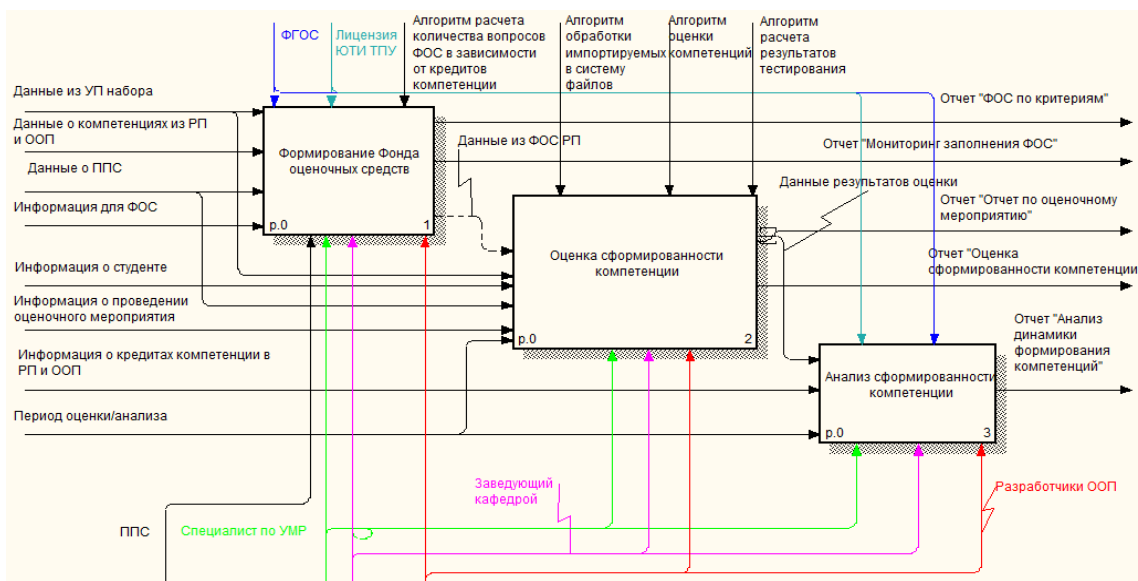 ФГОС
Лицензия
ЮТИ ТПУ
Алгоритм расчета
количества вопросов
ФОС в зависимости
от кредитов
компетенции
Алгоритм
обработки
импортируемых
в систему
файлов
Алгоритм
оценки
компетенций
Алгоритм
расчета
результатов
тестирования
Данные из УП набора
Данные о компетенциях из РП
и ООП
Данные о ППС
Информация для ФОС
Формирование Фонда
оценочных средств
р.0
1
Данные из ФОС РП
Отчет "ФОС по критериям"
Отчет "Мониторинг заполнения ФОС"
Данные результатов оценки
Отчет "Отчет по оценочному
мероприятию"
Отчет "Оценка
сформированности компетенции
Информация о студенте
Информация о проведении
оценочного мероприятия
Информация о кредитах компетенции в
РП и ООП
Период оценки/анализа
Оценка сформированности
компетенции
р.0
2
Отчет "Анализ
динамики
формирования
компетенций"
Анализ сформированности
компетенции
р.0
3
Заведующий
кафедрой
Разработчики ООП
ППС
Специалист по УМР